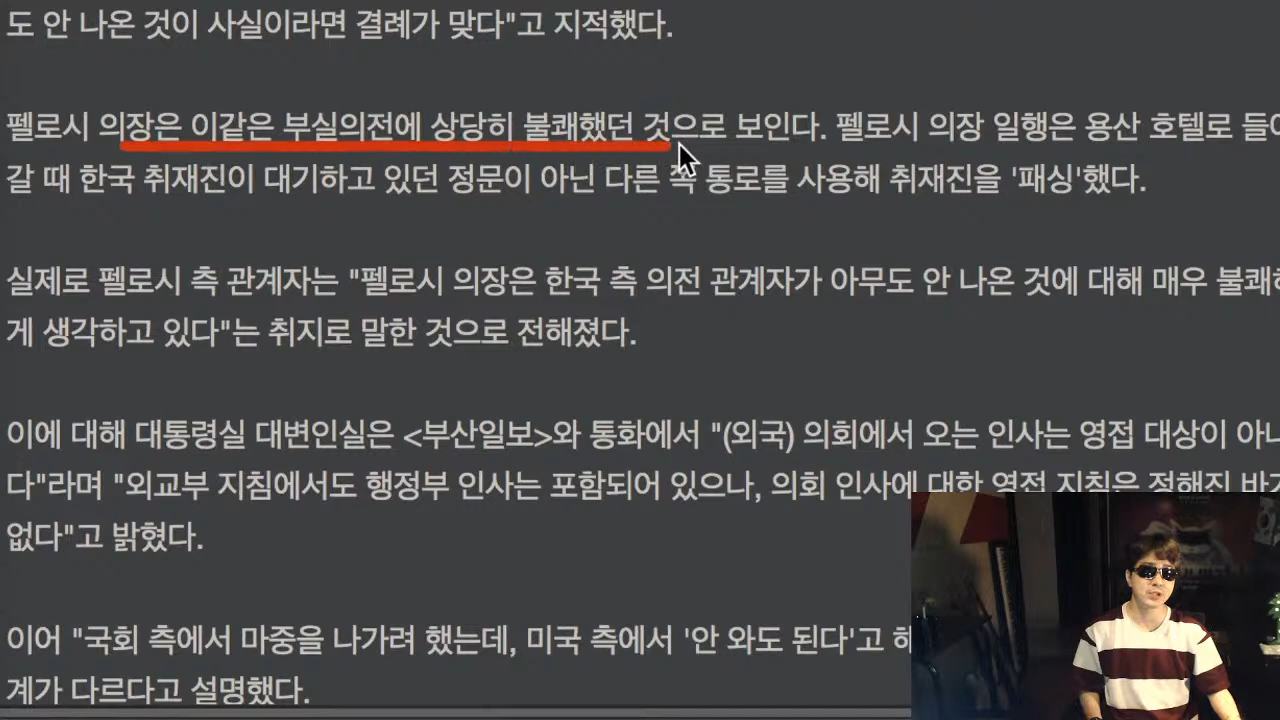 도 안 나온 것이 사실이라면 결례가 맞다"고 지적했다.
펠로시 의장은 이같은 부실의전에 상당히 불쾌했던 것으로 보인다. 펠로시 의장 일행은 용산 호텔로 들어
갈 때 한국 취재진이 대기하고 있던 정문이 아닌 다른 쪽 통로를 사용해 취재진을 '패싱'했다.
실제로 펠로시 측 관계자는 "펠로시 의장은 한국 측 의전 관계자가 아무도 안 나온 것에 대해 매우 불쾌하
게 생각하고 있다"는 취지로 말한 것으로 전해졌다.
이에 대해 대통령실 대변인실은 <부산일보>와 통화에서 "(외국) 의회에서 오는 인사는 영접 대상이 아니
다"라며 "외교부 지침에서도 행정부 인사는 포함되어 있으나, 의회 인사에 대한 영접 지침은 정해진 바가
없다"고 밝혔다.
이어 "국회 측에서 마중을 나가려 했는데, 미국 측에서 '안 와도 된다'고 해
계가 다르다고 설명했다.